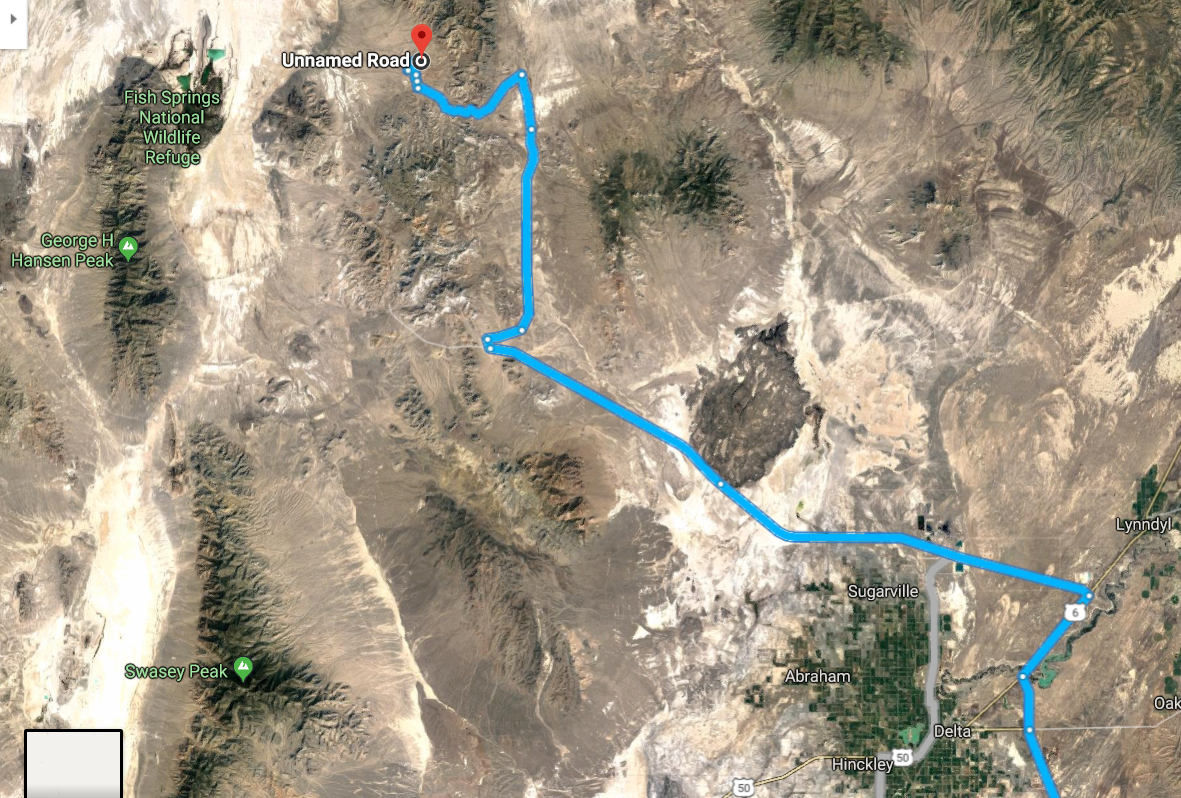 Unnamed Road
Fish Springs
National
Wildlife
Refuge
George H
Hansen Peak
Lynndyl
Sugarville
6
Swasey Peak
Abraham
Oak
Delta
Hinckley
50
50